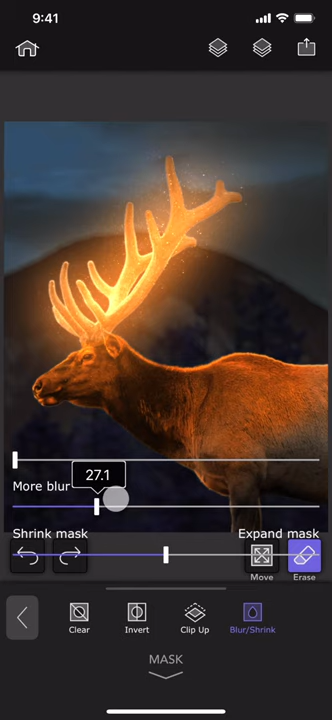 9:41
27.1
More blur
Shrink mask Expand mask
Move Erase
Clear Invert Clip Up Blur/Shrink
MASK